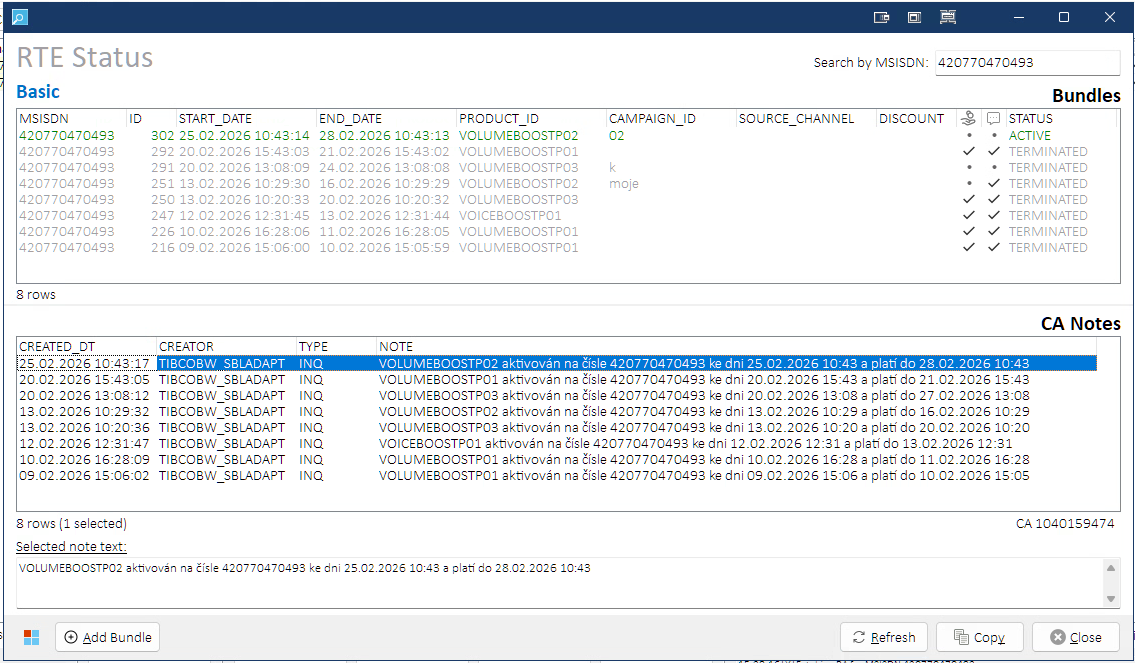 RTE Status
Search by MSISDN: 420770470493
Basic
Bundles
MSISDN ID START_DATE END_DATE PRODUCT_ID CAMPAIGN_ID SOURCE_CHANNEL DISCOUNT STATUS
420770470493 302 25.02.2026 10:43:14 28.02.2026 10:43:13 VOLUMEBOOSTP02 02 ACTIVE
420770470493 292 20.02.2026 15:43:03 21.02.2026 15:43:02 VOLUMEBOOSTP01 TERMINATED
420770470493 291 20.02.2026 13:08:09 24.02.2026 13:08:08 VOLUMEBOOSTP03 k TERMINATED
420770470493 251 13.02.2026 10:29:30 16.02.2026 10:29:29 VOLUMEBOOSTP02 moje TERMINATED
420770470493 250 13.02.2026 10:20:33 20.02.2026 10:20:32 VOLUMEBOOSTP03 TERMINATED
420770470493 247 12.02.2026 12:31:45 13.02.2026 12:31:44 VOICEBOOSTP01 TERMINATED
420770470493 226 10.02.2026 16:28:06 11.02.2026 16:28:05 VOLUMEBOOSTP01 TERMINATED
420770470493 216 09.02.2026 15:06:00 10.02.2026 15:05:59 VOLUMEBOOSTP01 TERMINATED
8 rows
CA Notes
CREATED_DT CREATOR TYPE NOTE
25.02.2026 10:43:17 TIBCOBW_SBLADAPT INQ VOLUMEBOOSTP02 aktivován na čísle 420770470493 ke dni 25.02.2026 10:43 a platí do 28.02.2026 10:43
20.02.2026 15:43:05 TIBCOBW_SBLADAPT INQ VOLUMEBOOSTP01 aktivován na čísle 420770470493 ke dni 20.02.2026 15:43 a platí do 21.02.2026 15:43
20.02.2026 13:08:12 TIBCOBW_SBLADAPT INQ VOLUMEBOOSTP03 aktivován na čísle 420770470493 ke dni 20.02.2026 13:08 a platí do 27.02.2026 13:08
13.02.2026 10:29:32 TIBCOBW_SBLADAPT INQ VOLUMEBOOSTP02 aktivován na čísle 420770470493 ke dni 13.02.2026 10:29 a platí do 16.02.2026 10:29
13.02.2026 10:20:36 TIBCOBW_SBLADAPT INQ VOLUMEBOOSTP03 aktivován na čísle 420770470493 ke dni 13.02.2026 10:20 a platí do 20.02.2026 10:20
12.02.2026 12:31:47 TIBCOBW_SBLADAPT INQ VOICEBOOSTP01 aktivován na čísle 420770470493 ke dni 12.02.2026 12:31 a platí do 13.02.2026 12:31
10.02.2026 16:28:09 TIBCOBW_SBLADAPT INQ VOLUMEBOOSTP01 aktivován na čísle 420770470493 ke dni 10.02.2026 16:28 a platí do 11.02.2026 16:28
09.02.2026 15:06:02 TIBCOBW_SBLADAPT INQ VOLUMEBOOSTP01 aktivován na čísle 420770470493 ke dni 09.02.2026 15:06 a platí do 10.02.2026 15:05
8 rows (1 selected)
CA 1040159474
Selected note text:
VOLUMEBOOSTP02 aktivován na čísle 420770470493 ke dni 25.02.2026 10:43 a platí do 28.02.2026 10:43
Add Bundle
Refresh
Copy
Close